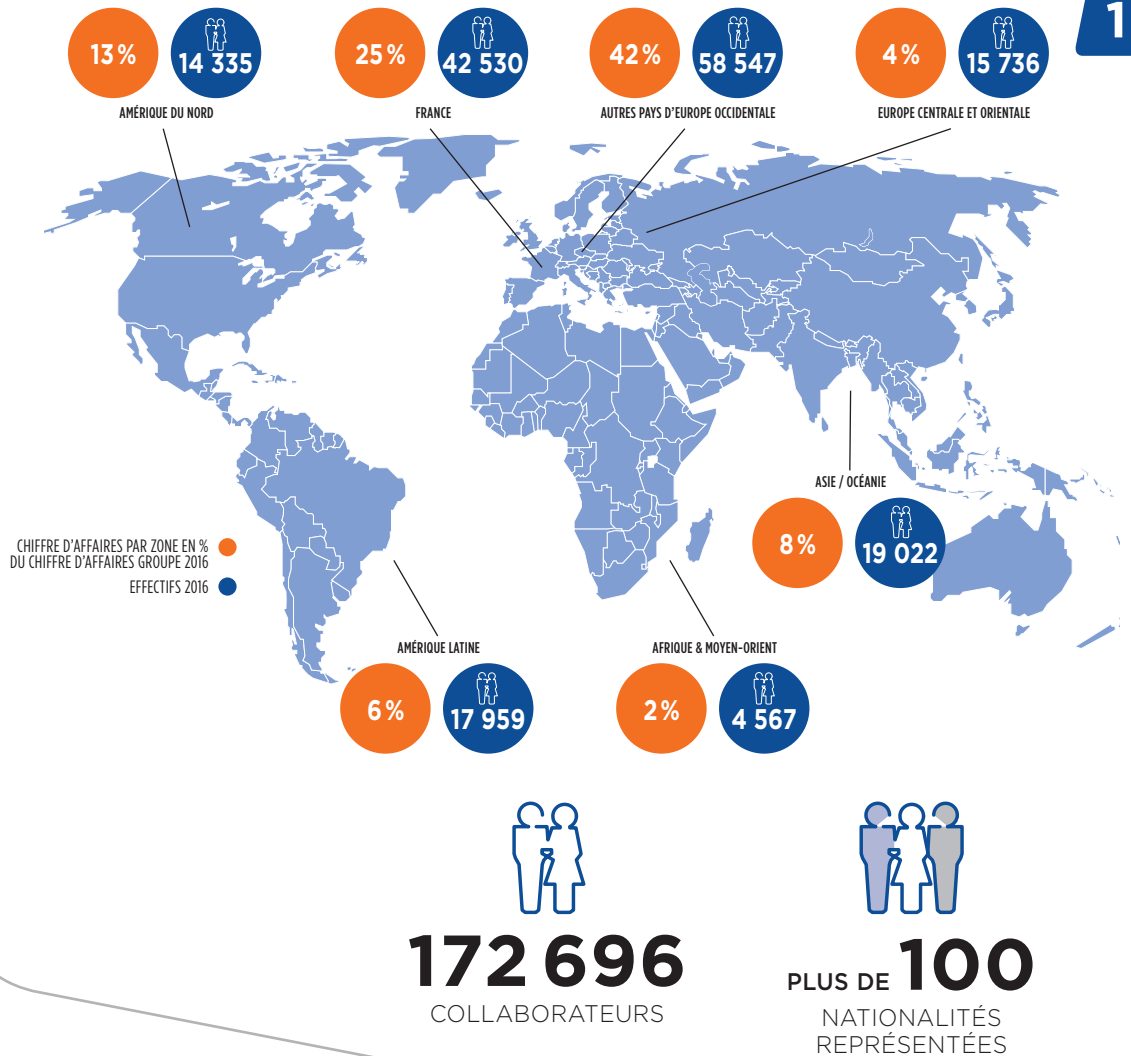 1
13 %
14 335
AMÉRIQUE DU NORD
25 %
42 530
FRANCE
42 %
58 547
AUTRES PAYS D'EUROPE OCCIDENTALE
4 %
15 736
EUROPE CENTRALE ET ORIENTALE
ASIE / OCÉANIE
8 %
19 022
CHIFFRE D'AFFAIRES PAR ZONE EN %
DU CHIFFRE D'AFFAIRES GROUPE 2016
EFFECTIFS 2016
AMÉRIQUE LATINE
6 %
17 959
AFRIQUE & MOYEN-ORIENT
2 %
4 567
172 696
COLLABORATEURS
PLUS DE 100
NATIONALITÉS
REPRÉSENTÉES